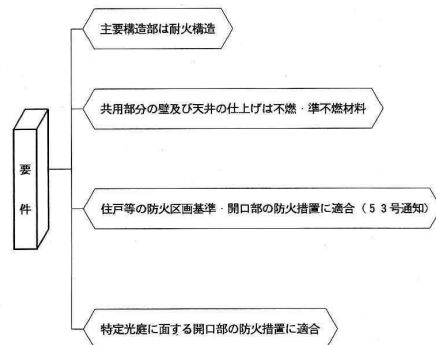 主要構造部は耐火構造
共用部分の壁及び天井の仕上げは不燃・準不燃材料
要件
住戸等の防火区画基準・開口部の防火措置に適合（５３号通知）
特定光庭に面する開口部の防火措置に適合